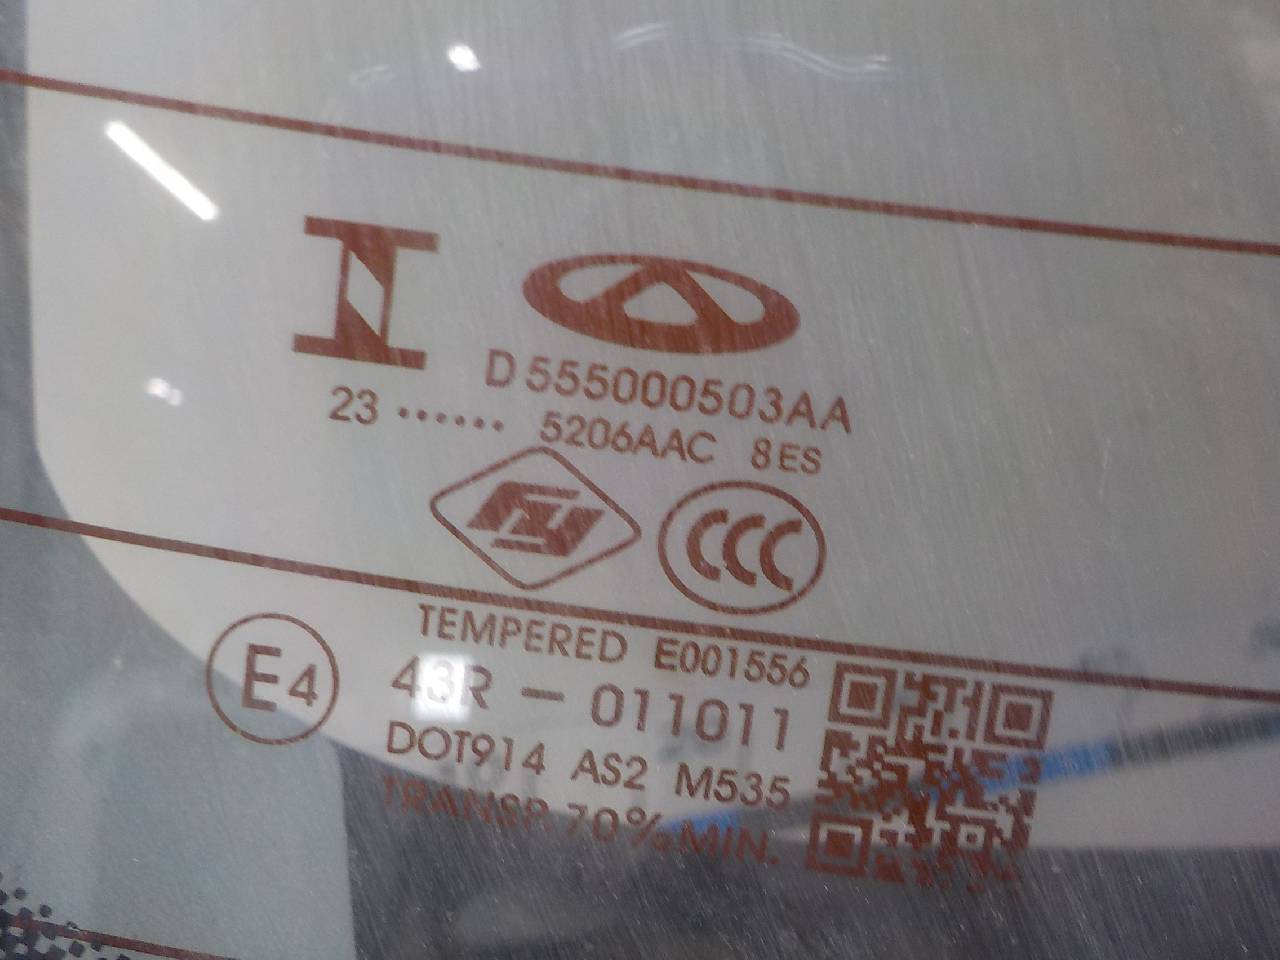 D555000503AA
23 ······· 5206AAC 8ES
CCC
TEMPERED E001556
E4
43R – 011011
DOT914 AS2 M535
TRANSP. 70% MIN.